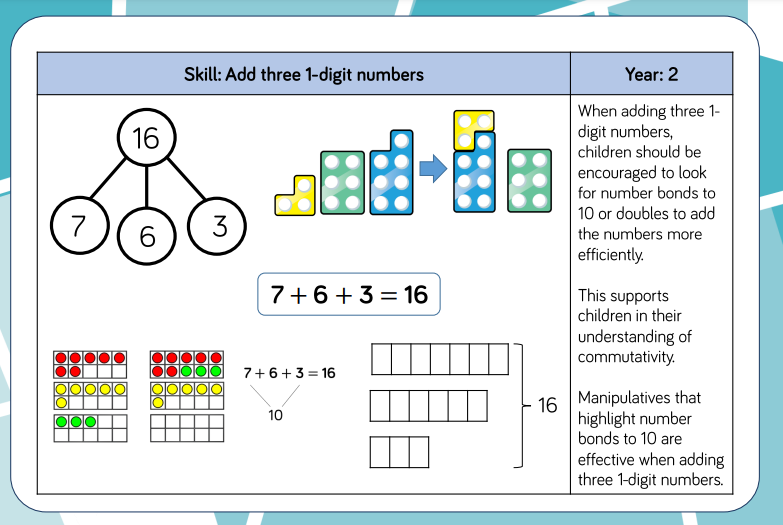 Skill: Add three 1-digit numbers
Year: 2
16
7
6
3
7 + 6 + 3 = 16
7 + 6 + 3 = 16
10
16
When adding three 1-
digit numbers,
children should be
encouraged to look
for number bonds to
10 or doubles to add
the numbers more
efficiently.
This supports
children in their
understanding of
commutativity.
Manipulatives that
highlight number
bonds to 10 are
effective when adding
three 1-digit numbers.